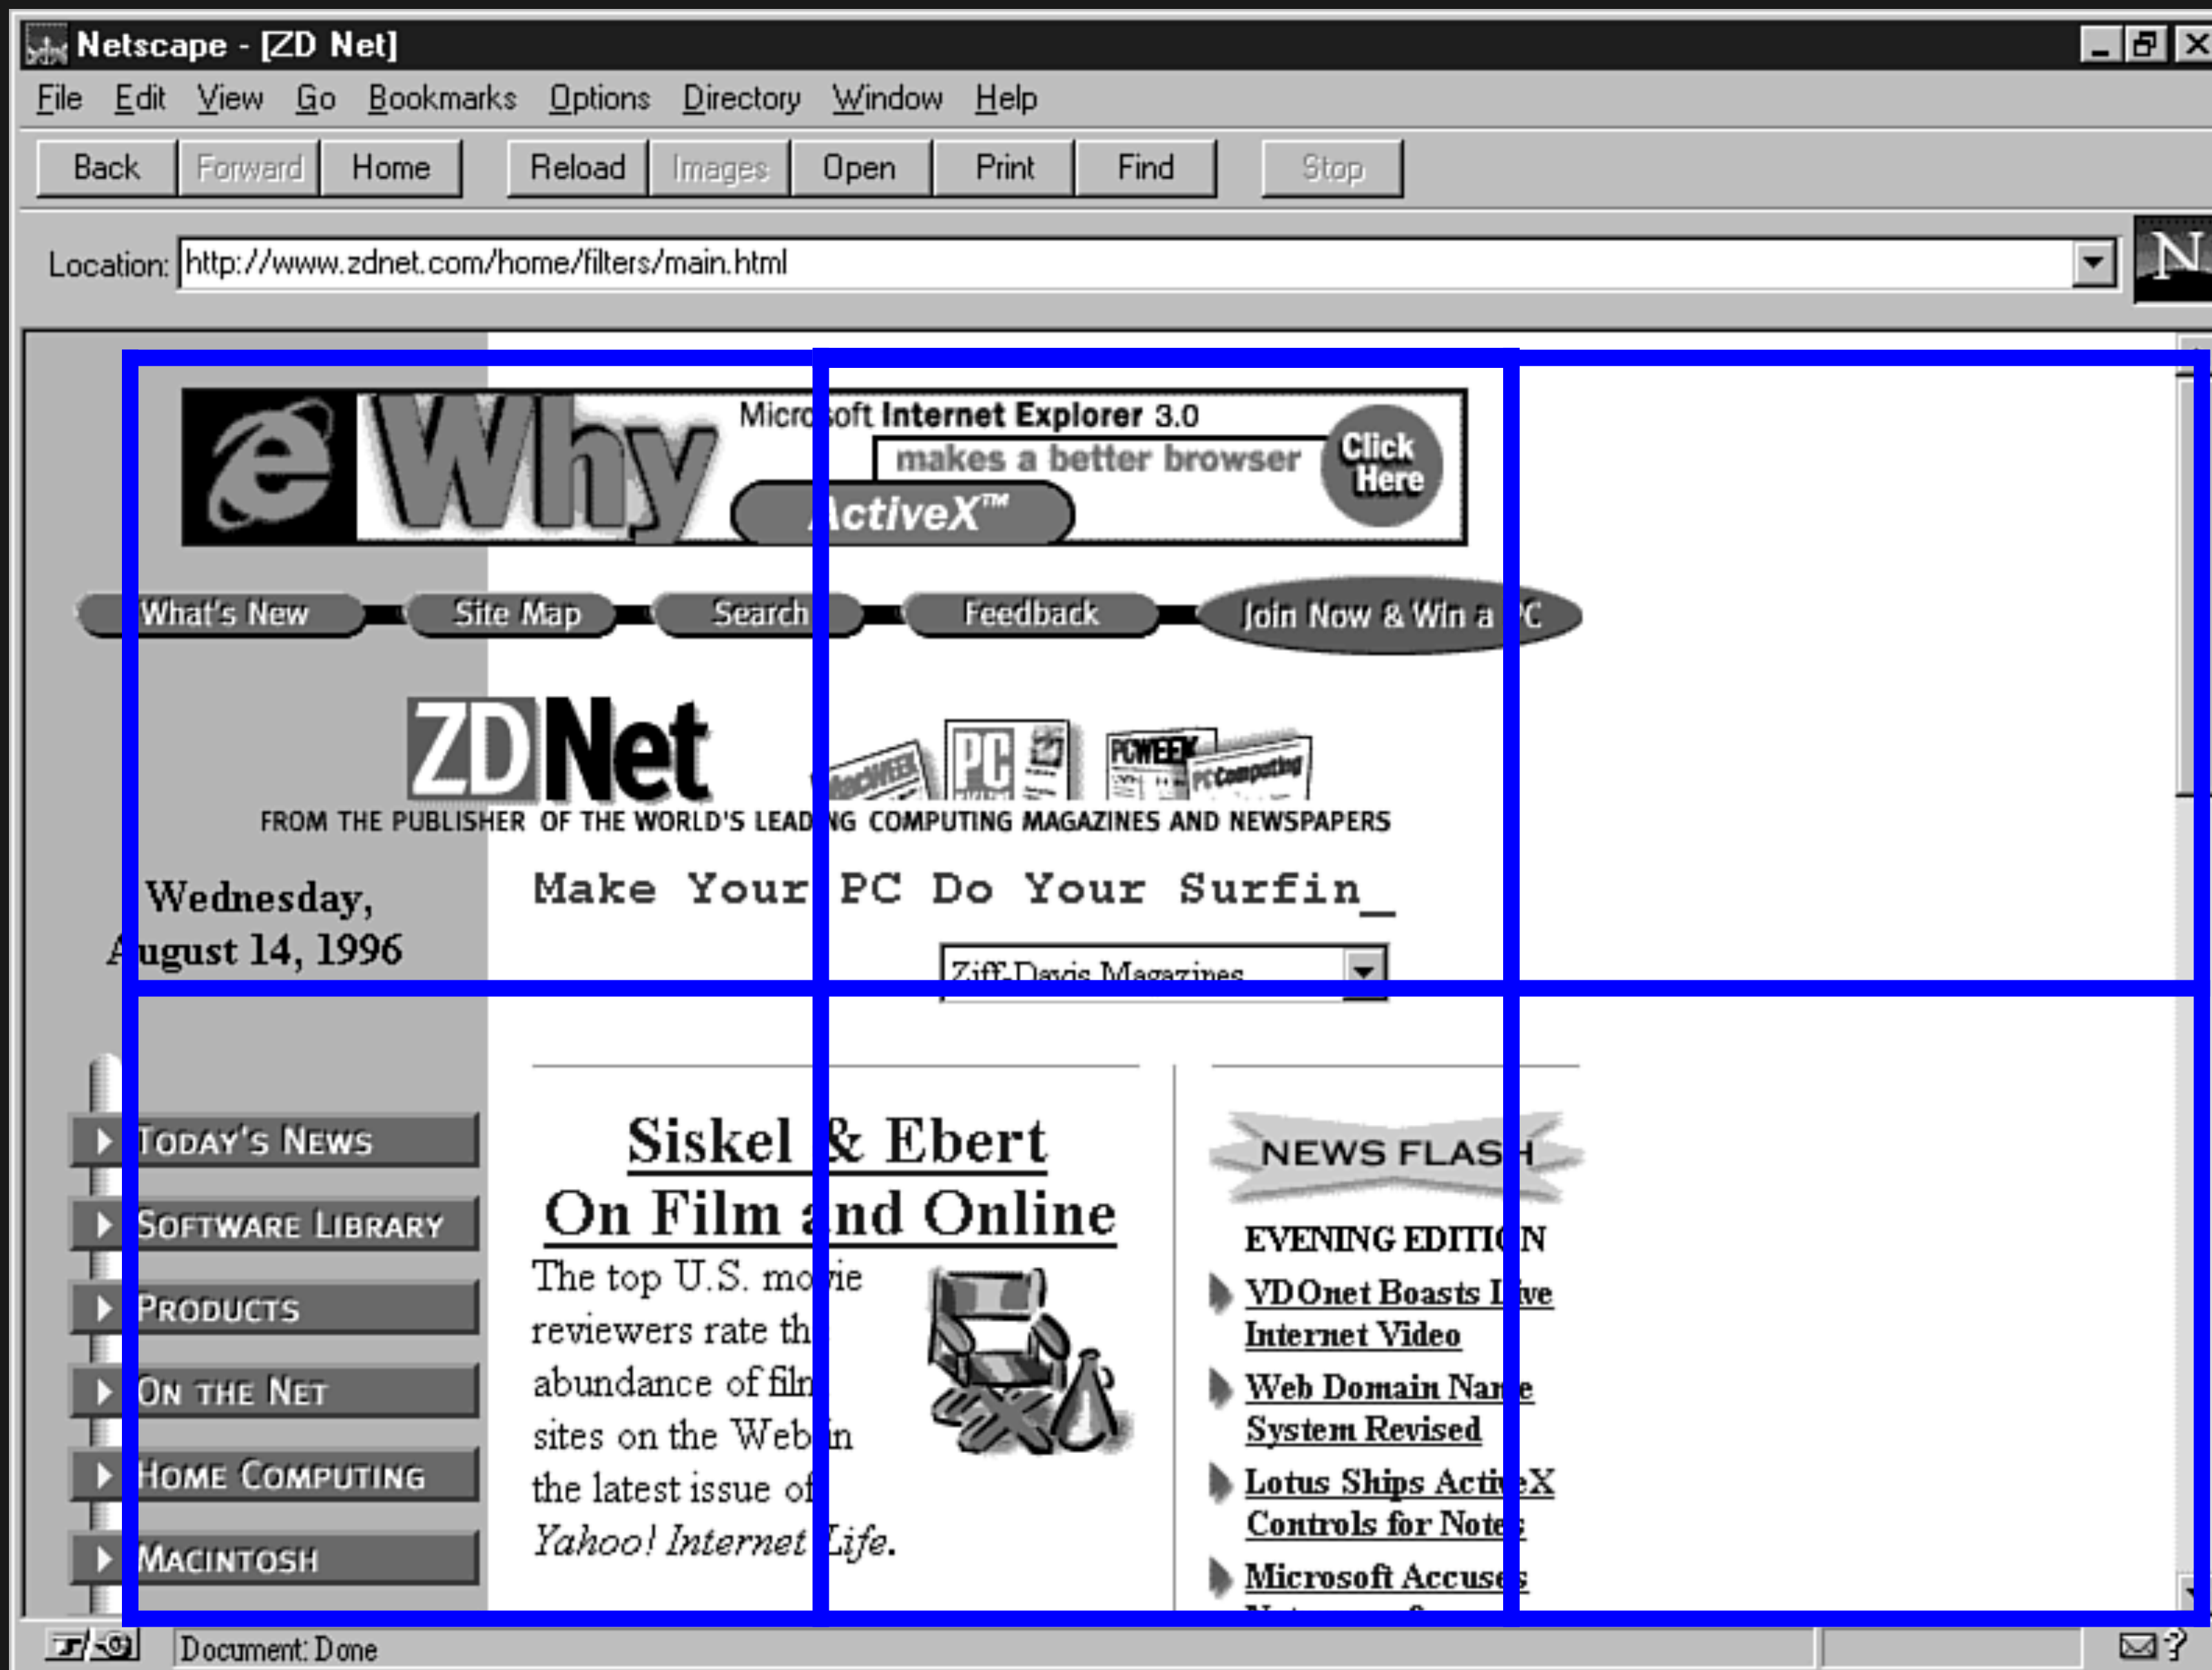 Netscape - [ZD Net]
File Edit View Go Bookmarks Options Directory Window Help
Back Forward Home Reload Images Open Print Find Stop
Location: http://www.zdnet.com/home/filters/main.html
N
e Why Microsoft Internet Explorer 3.0
makes a better browser
ActiveX™
Click
Here
What's New Site Map Search Feedback Join Now & Win a PC
ZDNet
MacWEEK PC PCWEEK PCComputing
FROM THE PUBLISHER OF THE WORLD'S LEADING COMPUTING MAGAZINES AND NEWSPAPERS
Make Your PC Do Your Surfin_
Wednesday,
August 14, 1996
Ziff-Davis Magazines
TODAY'S NEWS
SOFTWARE LIBRARY
PRODUCTS
ON THE NET
HOME COMPUTING
MACINTOSH
Siskel & Ebert
On Film and Online
The top U.S. movie
reviewers rate the
abundance of film
sites on the Web in
the latest issue of
Yahoo! Internet Life.
NEWS FLASH
EVENING EDITION
VDOnet Boasts Live
Internet Video
Web Domain Name
System Revised
Lotus Ships ActiveX
Controls for Notes
Microsoft Accuses
Document: Done